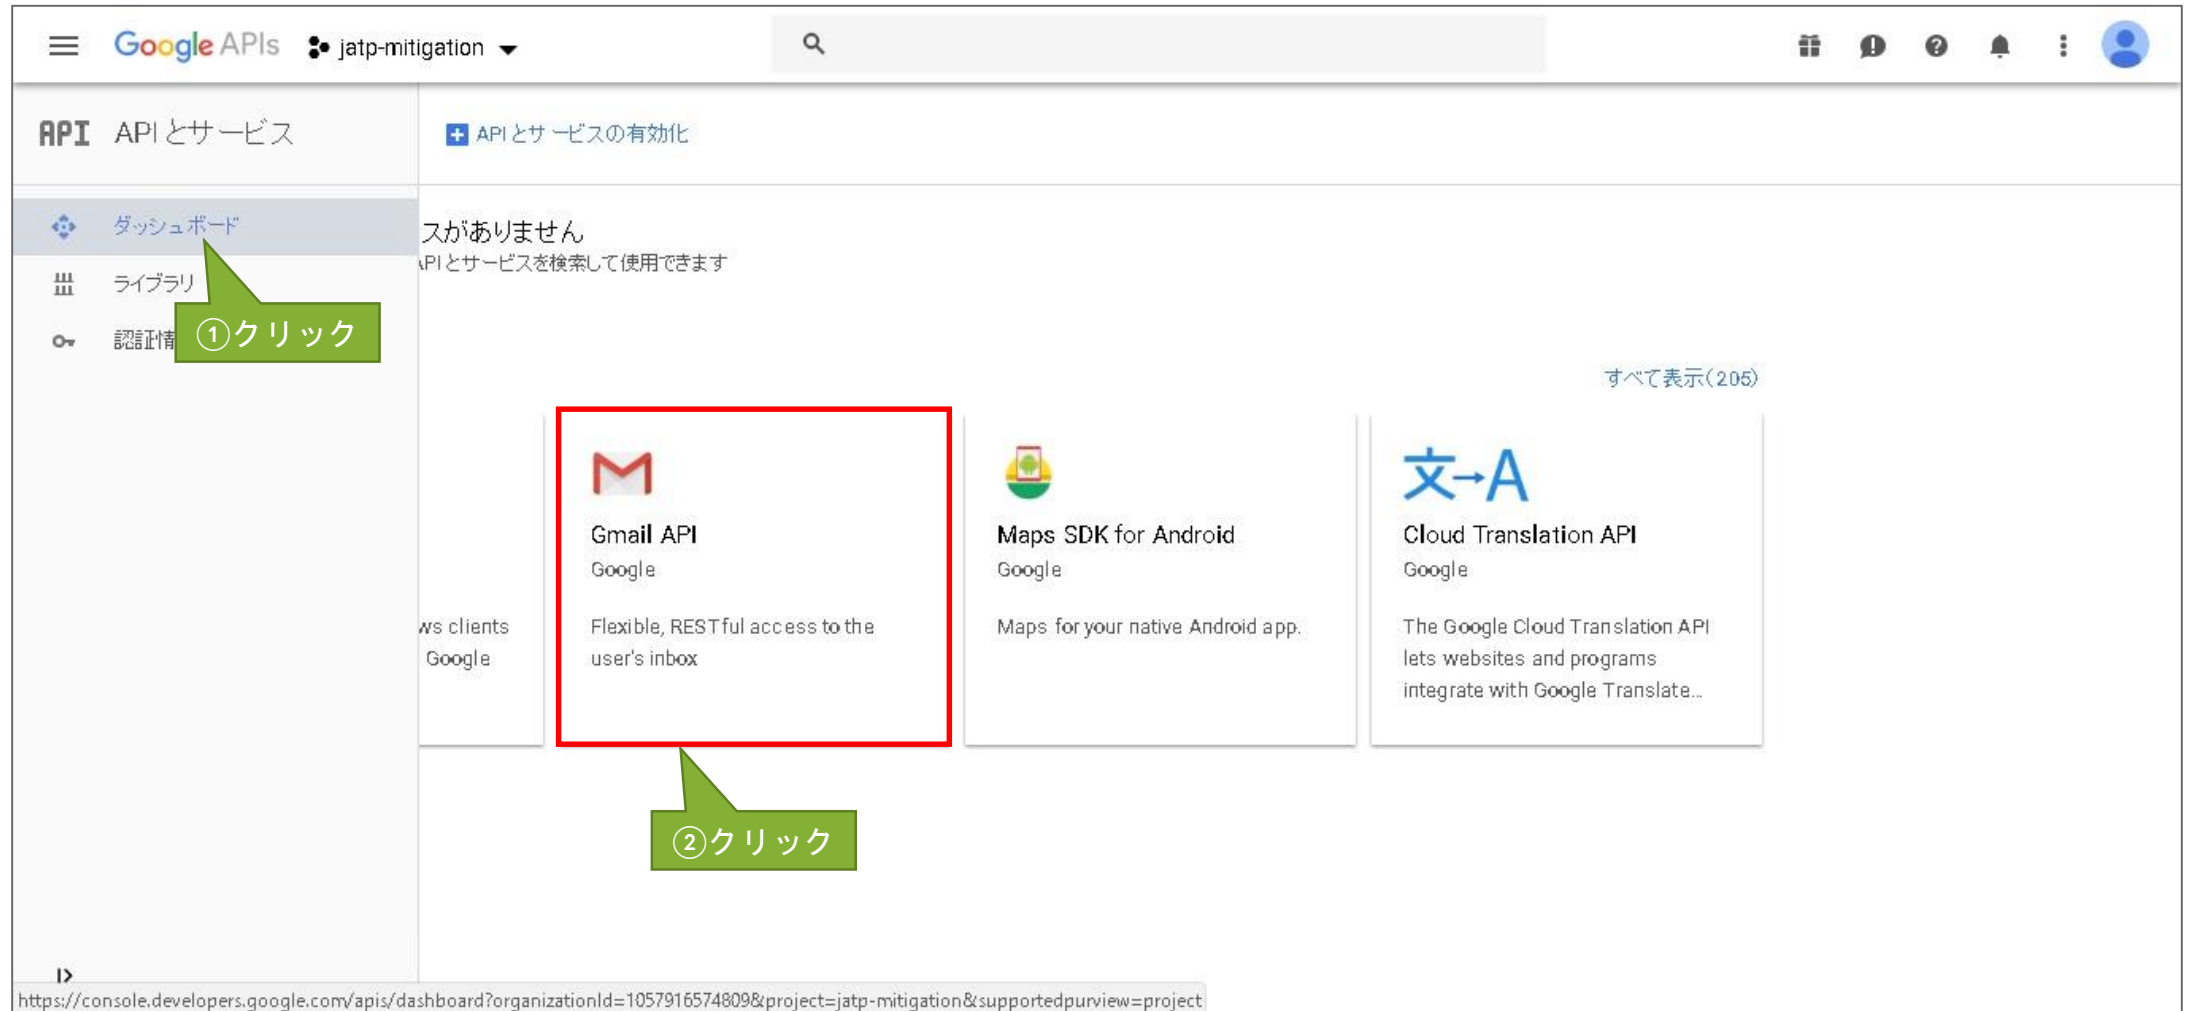 Google APIs jatp-mitigation
API APIとサービス
APIとサービスの有効化
ダッシュボード
スがありません
APIとサービスを検索して使用できます
ライブラリ
①クリック
認証情
すべて表示(205)
Gmail API
Google
Flexible, RESTful access to the
user's inbox
Maps SDK for Android
Google
Maps for your native Android app.
Cloud Translation API
Google
The Google Cloud Translation API
lets websites and programs
integrate with Google Translate...
ws clients
Google
②クリック
https://console.developers.google.com/apis/dashboard?organizationId=1057916574809&project=jatp-mitigation&supportedpurview=project